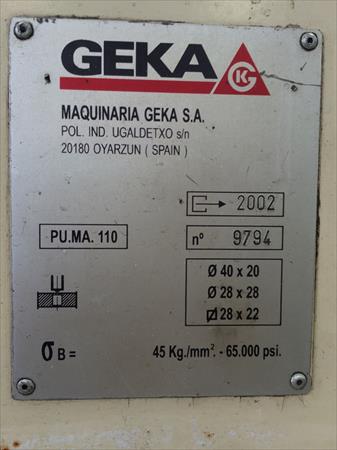 GEKA
GK
MAQUINARIA GEKA S.A.
POL. IND. UGALDETXO s/n
20180 OYARZUN ( SPAIN )
2002
PU.MA. 110
nº 9794
Ø 40 x 20
Ø 28 x 28
⍁ 28 x 22
σ B = 45 Kg./mm². - 65.000 psi.